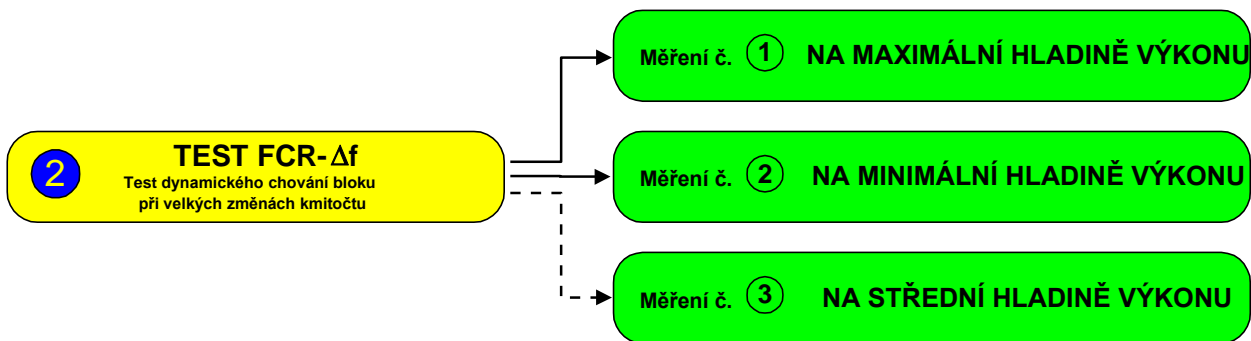 Měření č. 1 NA MAXIMÁLNÍ HLADINĚ VÝKONU
2 TEST FCR-Δf
Test dynamického chování bloku
při velkých změnách kmitočtu
Měření č. 2 NA MINIMÁLNÍ HLADINĚ VÝKONU
Měření č. 3 NA STŘEDNÍ HLADINĚ VÝKONU